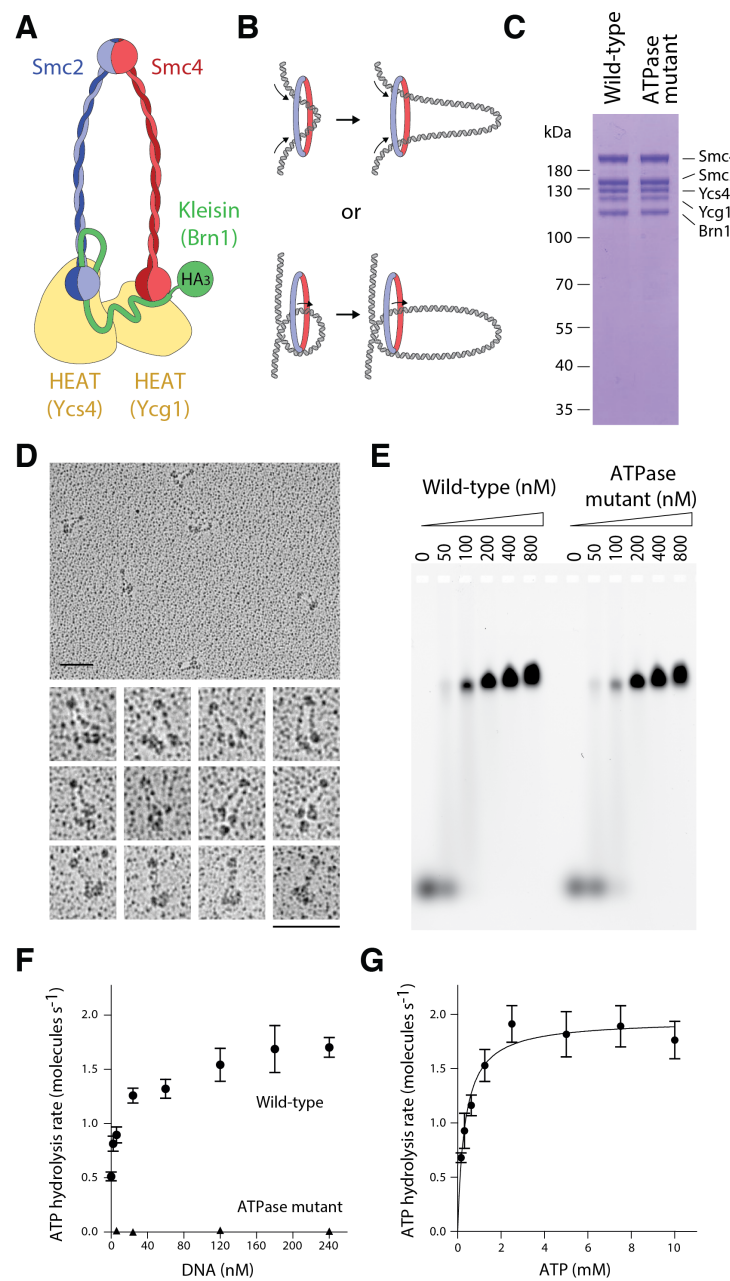 A
Smc2
Smc4
Kleisin
(Brn1)
HA3
HEAT
(Ycs4)
HEAT
(Ycg1)
B
or
C
Wild-type
ATPase
mutant
kDa
180
130
100
70
55
40
35
Smc
Ycs4
Ycg1
Brn1
D
E
Wild-type (nM)
ATPase
mutant (nM)
0 50 100 200 400 800
0 50 100 200 400 800
F
ATP hydrolysis rate (molecules s-1)
2.0
1.5
1.0
0.5
0.0
Wild-type
ATPase mutant
0 40 80 120 160 200 240
DNA (nM)
G
ATP hydrolysis rate (molecules s-1)
2.0
1.5
1.0
0.5
0.0
0 2 4 6 8 10
ATP (mM)